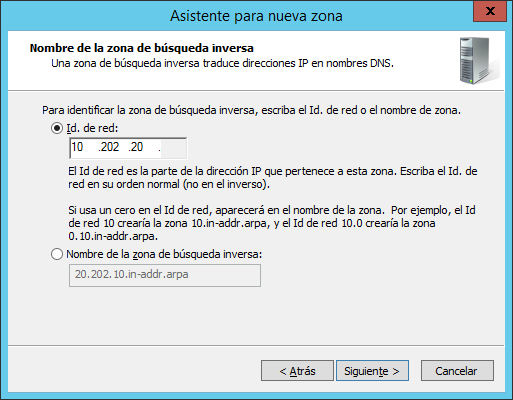 Asistente para nueva zona
x
Nombre de la zona de búsqueda inversa
Una zona de búsqueda inversa traduce direcciones IP en nombres DNS.
Para identificar la zona de búsqueda inversa, escriba el Id. de red o el nombre de zona.
Id. de red:
10 .202 .20 .
El Id de red es la parte de la dirección IP que pertenece a esta zona. Escriba el Id. de
red en su orden normal (no en el inverso).
Si usa un cero en el Id de red, aparecerá en el nombre de la zona. Por ejemplo, el Id
de red 10 crearía la zona 10.in-addr.arpa, y el Id de red 10.0 crearía la zona
0.10.in-addr.arpa.
Nombre de la zona de búsqueda inversa:
20.202.10.in-addr.arpa
< Atrás
Siguiente >
Cancelar